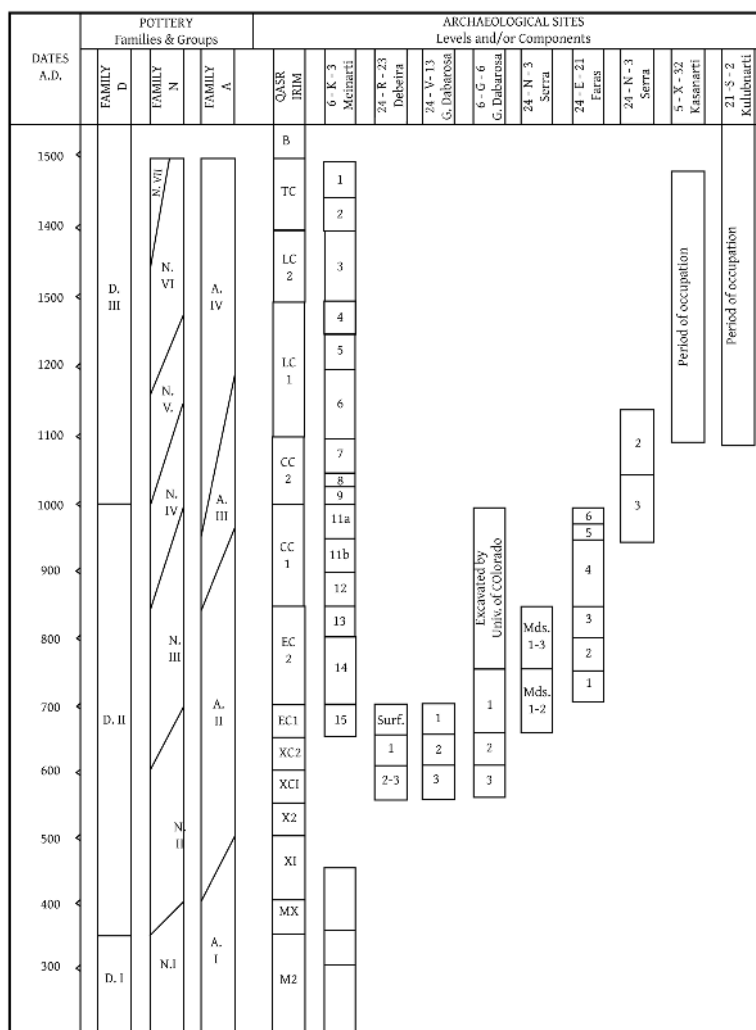 POTTERY
Families & Groups
ARCHAEOLOGICAL SITES
Levels and/or Components
DATES
A.D.
FAMILY
D
FAMILY
N
FAMILY
A
QASR
IRIM
6 - K - 3
Meinarti
24 - R - 23
Debeira
24 - V - 13
G. Dabarosa
6 - G - 6
G. Dabarosa
24 - N - 3
Serra
24 - E - 21
Faras
24 - N - 3
Serra
5 - X - 32
Kasanarti
21 - S - 2
Kulubnarti
1500
1400
1500
1200
1100
1000
900
800
700
600
500
400
300
D.
III
D. II
D. I
N. Vii
N.
VI
N.
V.
N.
IV
N.
III
N.
II
N.I
A.
IV
A.
III
A.
II
A.
I
B
TC
LC
2
LC
1
CC
2
CC
1
EC
2
EC1
XC2
XCI
X2
XI
MX
M2
1
2
3
4
5
6
7
8
9
11a
11b
12
13
14
15
Surf.
1
2-3
1
2
3
Excavated by
Univ. of COlorado
1
2
3
Mds.
1-3
Mds.
1-2
6
5
4
3
2
1
2
3
Period of occupation
Period of occupation